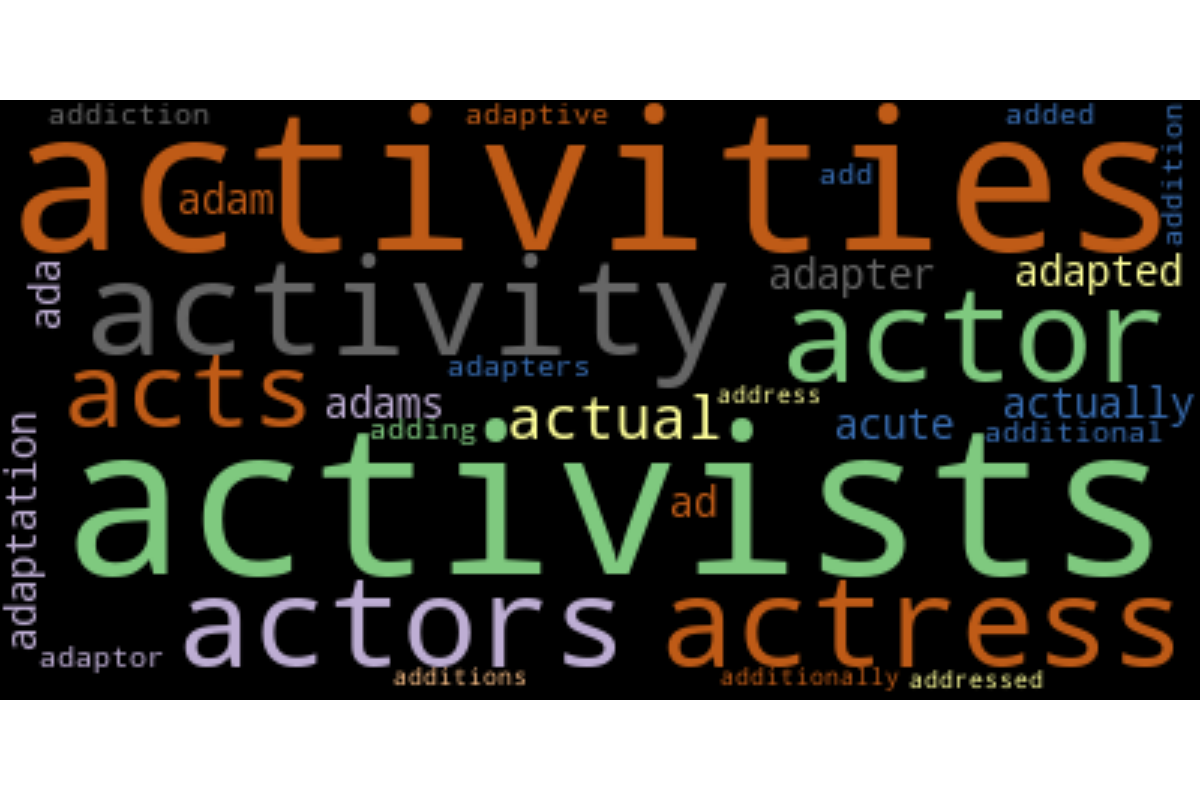 addiction
adaptive
added
addition
activities
adam
add
ada
activity
adapter
adapted
actor
acts
adapters
adams
adding
actual
address
acute
actually
additional
adaptation
activists
ad
actors
actress
adaptor
additions
additionally
addressed